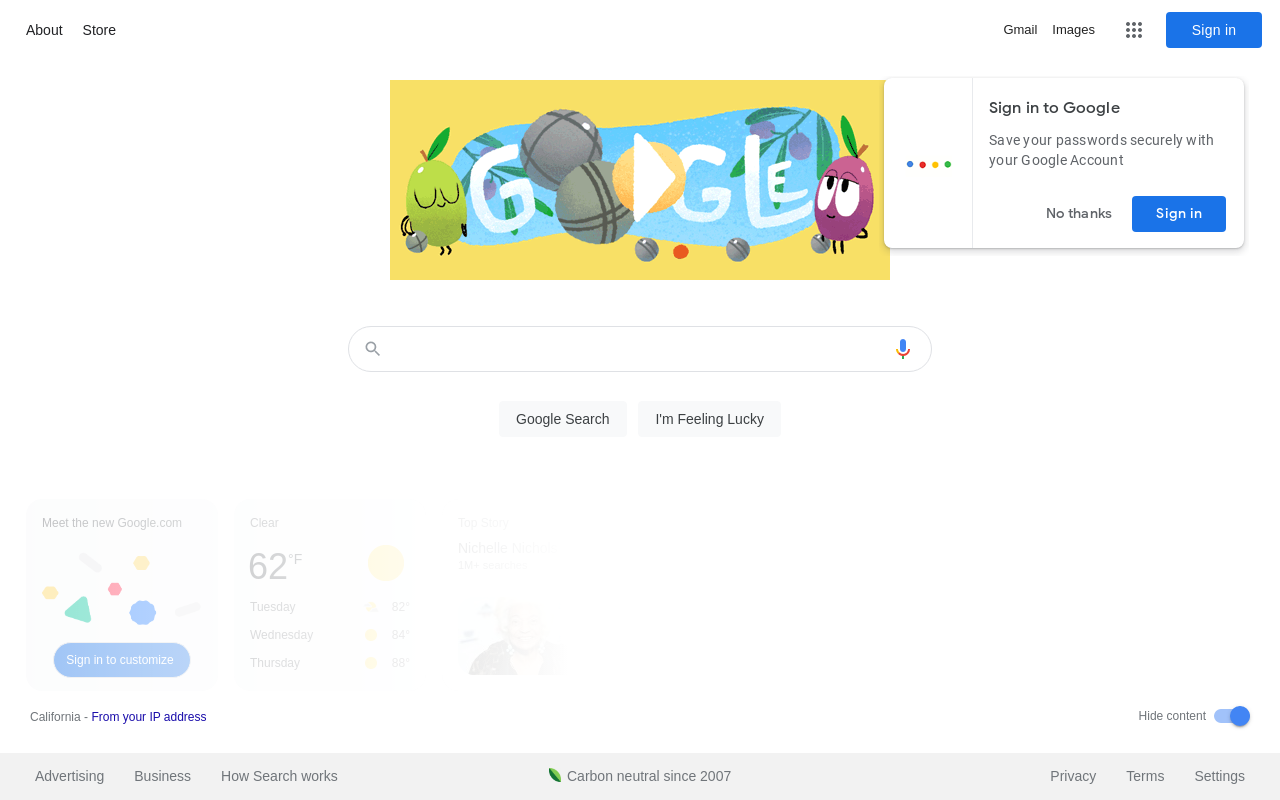 About
Store
Gmail
Images
Sign in
GOOGLE
Sign in to Google
Save your passwords securely with
your Google Account
No thanks
Sign in
Google Search
I'm Feeling Lucky
Meet the new Google.com
Sign in to customize
Clear
62°F
Tuesday 82°
Wednesday 84°
Thursday 88°
Top Story
Nichelle
1M+
California - From your IP address
Hide content
Advertising
Business
How Search works
Carbon neutral since 2007
Privacy
Terms
Settings